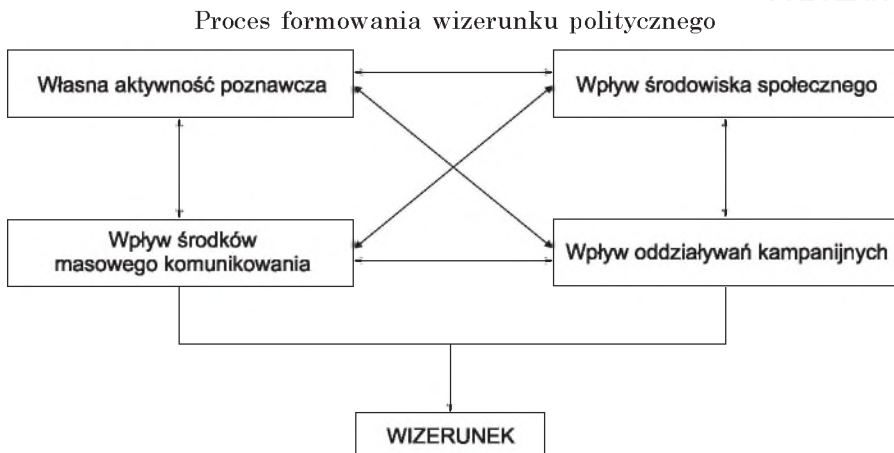 Proces formowania wizerunku politycznego
Własna aktywność poznawcza
Wpływ środowiska społecznego
Wpływ środków
masowego komunikowania
Wpływ oddziaływań kampanijnych
WIZERUNEK